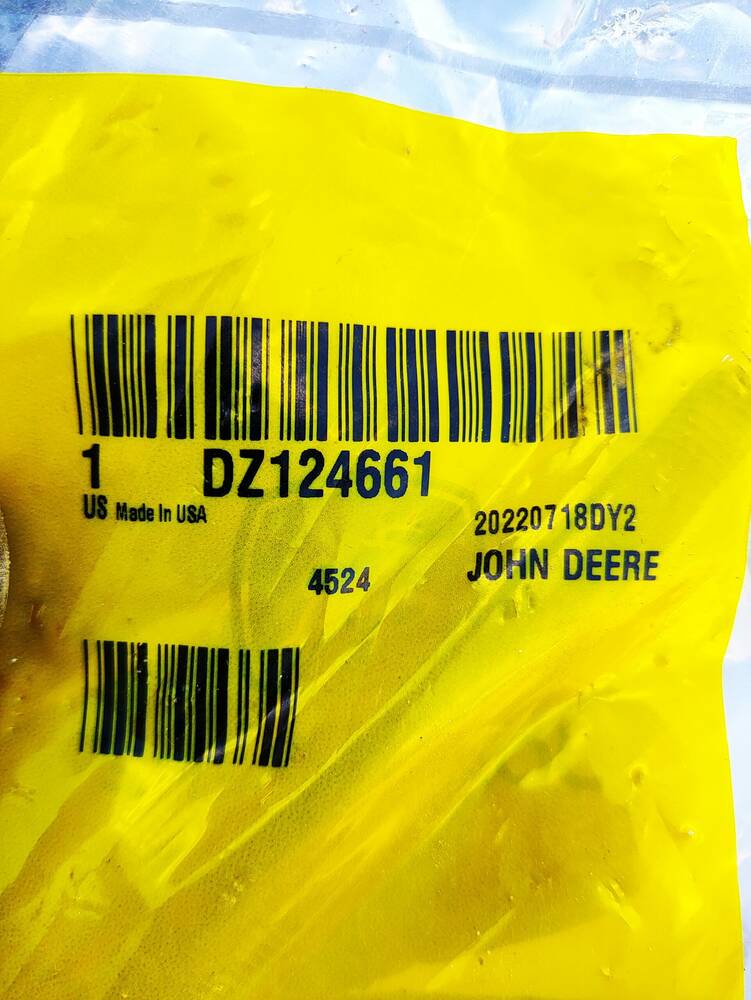 1 DZ124661
US Made In USA
20220718DY2
4524 JOHN DEERE